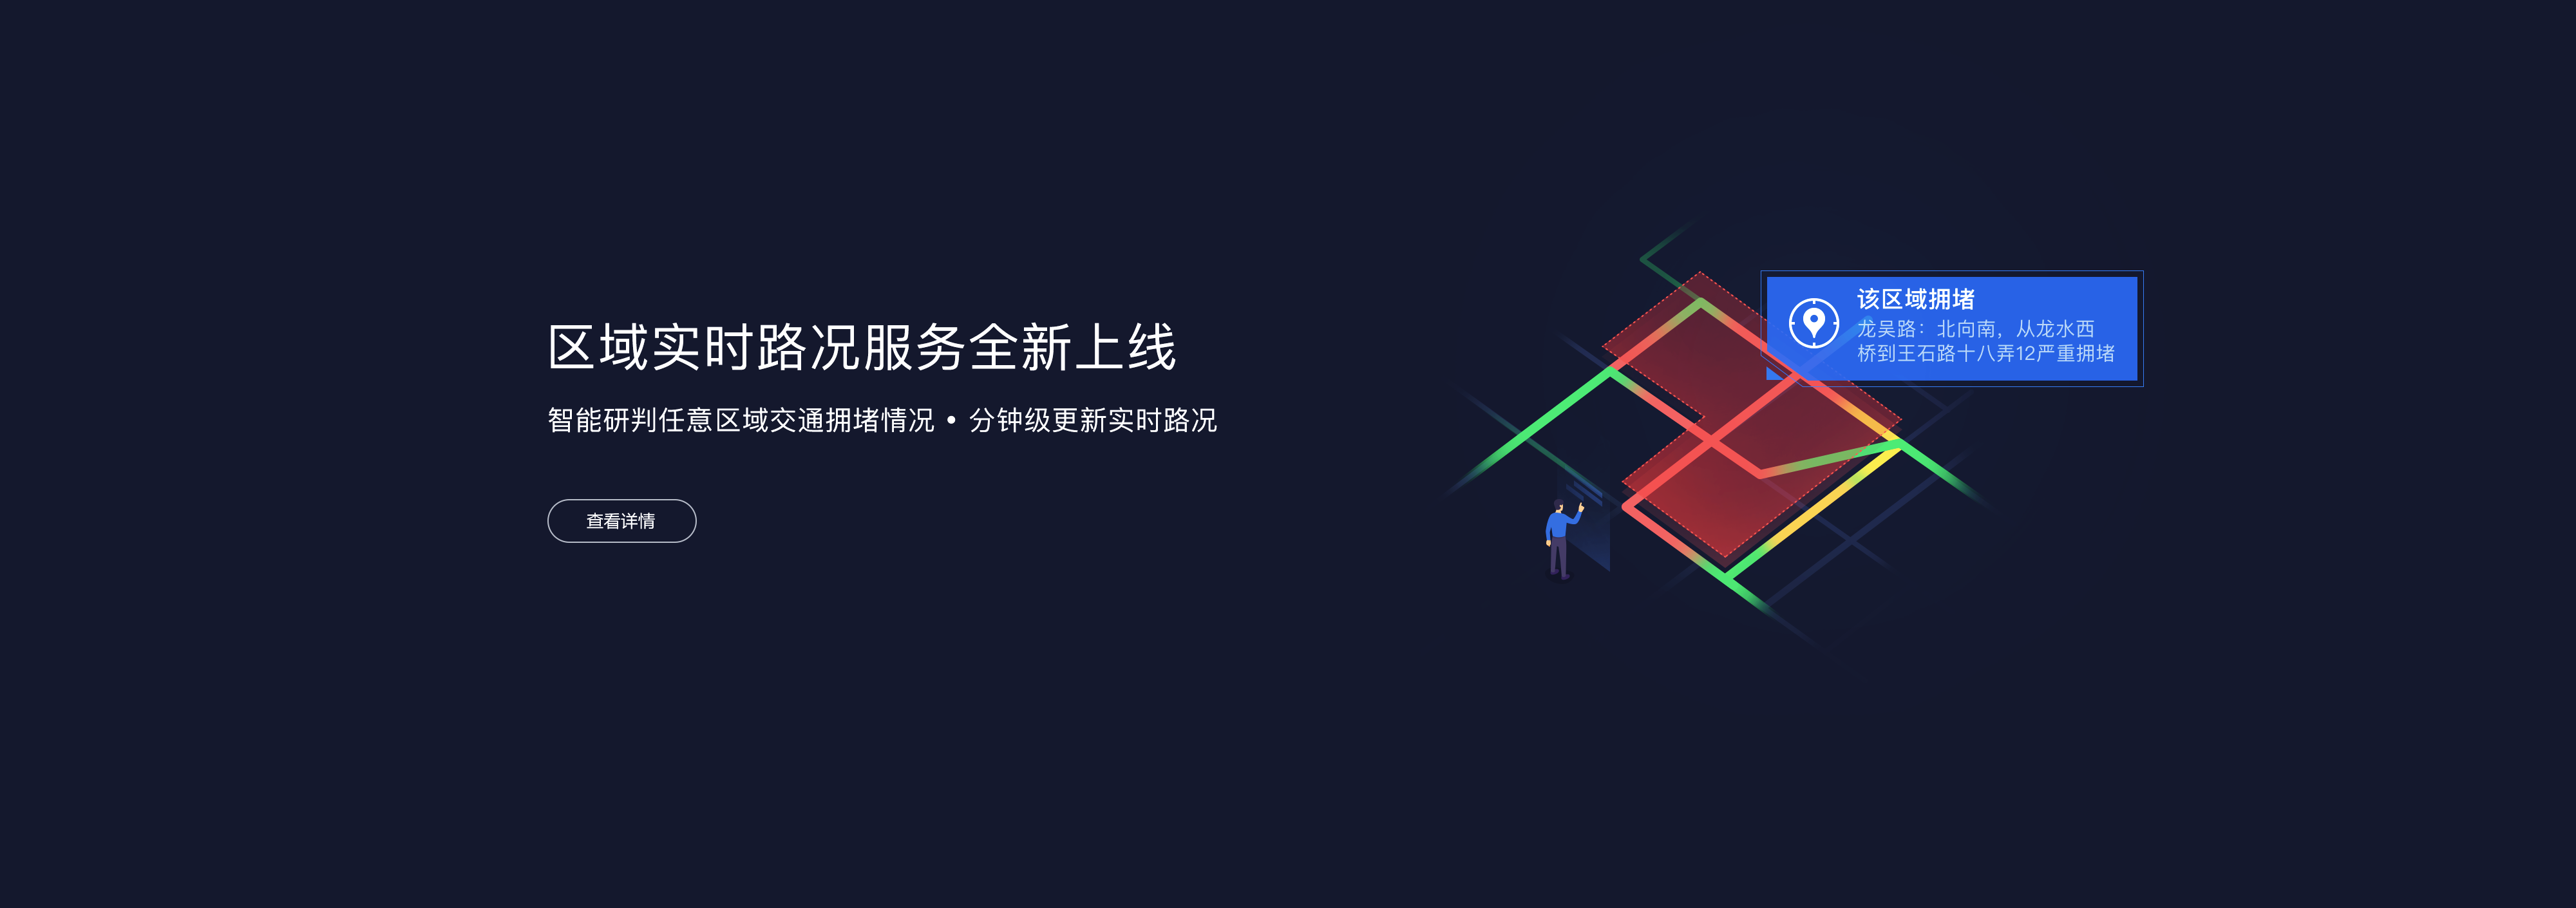 区域实时路况服务全新上线
智能研判任意区域交通拥堵情况 • 分钟级更新实时路况
查看详情
该区域拥堵
龙吴路：北向南，从龙水西
桥到王石路十八弄12严重拥堵